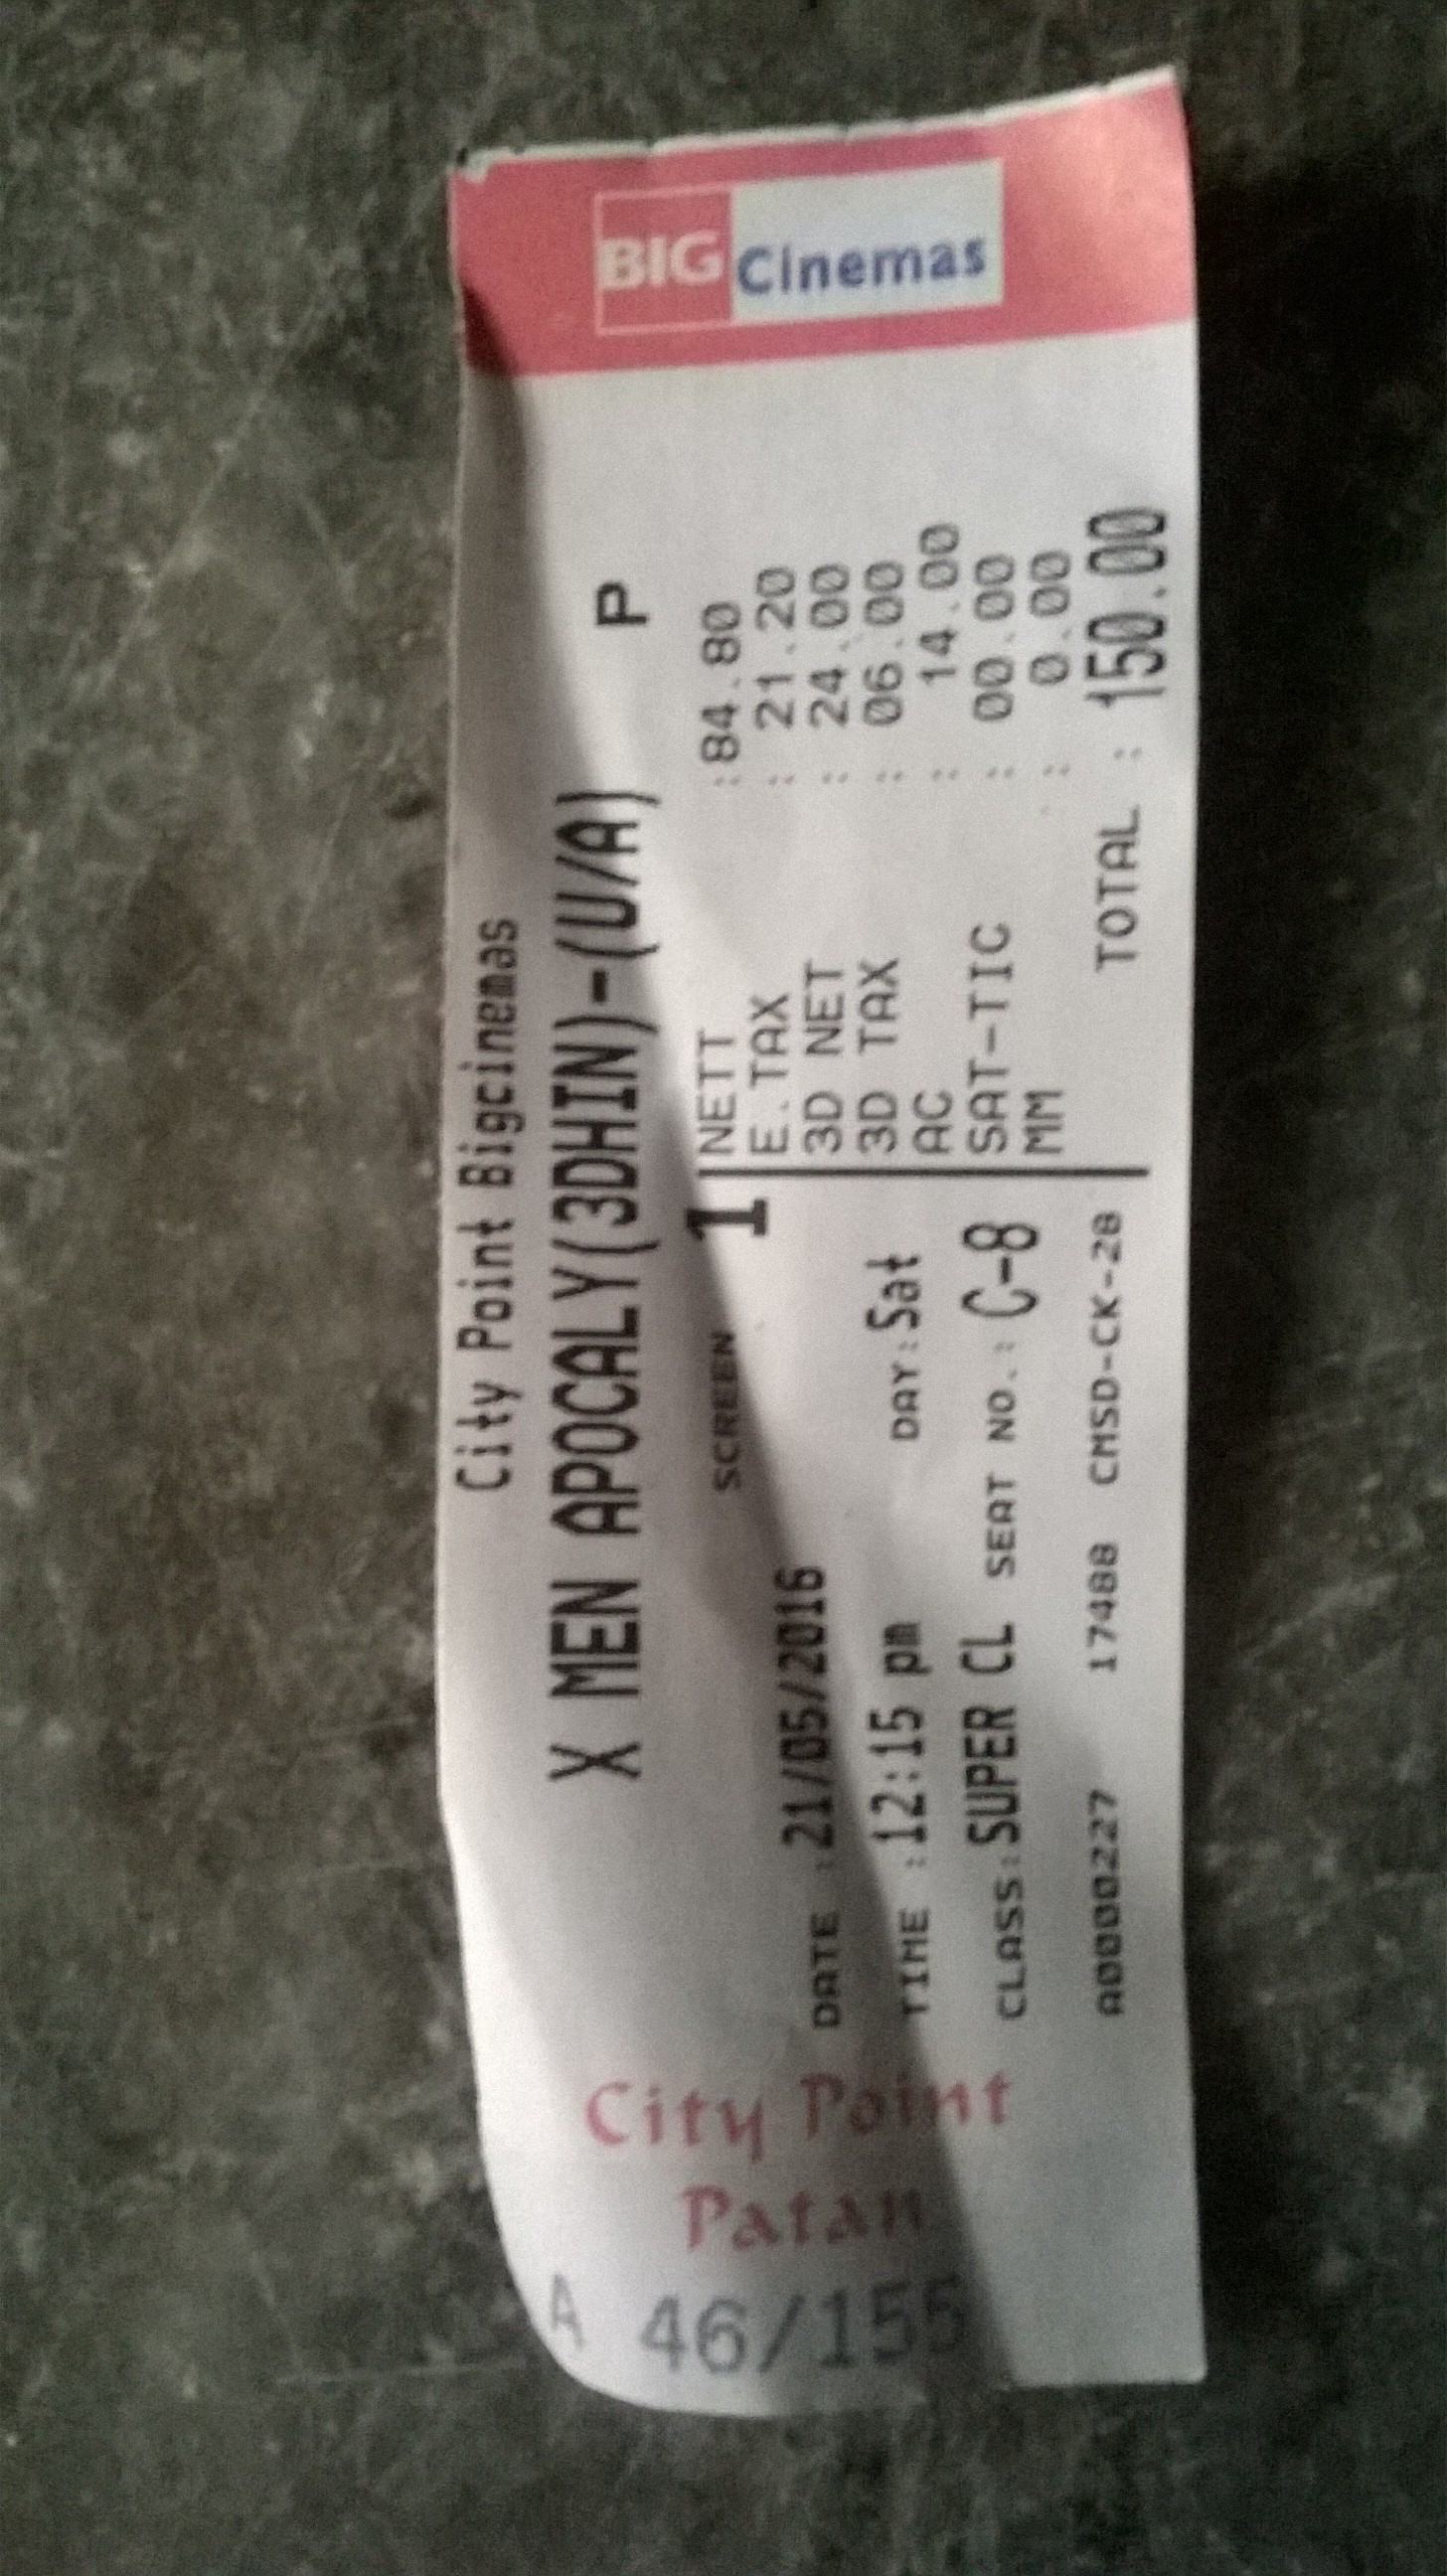 City Point Bigcinemas
X MEN APOCALY(3DHIN)-(U/A) P
SCREEN 1
DATE :21/05/2016
TIME :12:15 pm DAY:Sat
CLASS:SUPER CL SEAT NO.: C-8
A0000227 17488 CMSD-CK-28
NETT :84.80
E.TAX : 21.20
3D NET : 24.00
3D TAX : 06.00
AC : 14.00
SAT-TIC : 00.00
MM : 0.00
TOTAL : 150.00
BIG Cinemas
City Point
Patan
A 46/155